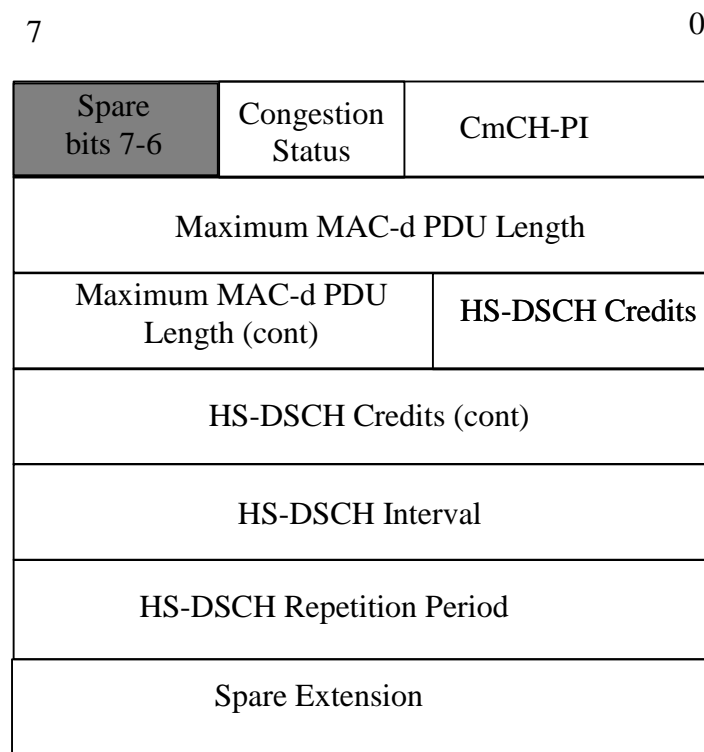 7 0
Spare bits 7-6
Congestion Status
CmCH-PI
Maximum MAC-d PDU Length
Maximum MAC-d PDU
Length (cont)
HS-DSCH Credits
HS-DSCH Credits (cont)
HS-DSCH Interval
HS-DSCH Repetition Period
Spare Extension